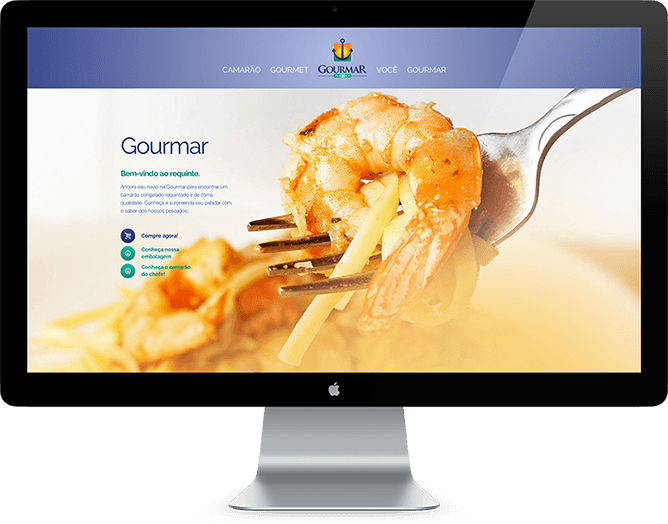 CAMARÃO GOURMET GOURMAR VOCÊ GOURMAR
Gourmar
Bem-vindo ao requinte.
Ancore seu navio na Gourmar para encontrar um
camarão congelado requintado e de ótima
qualidade. Conheça e surpreenda seu paladar com
o sabor dos nossos pescados.
Compre agora!
Conheça nossa
embalagem
Conheça o camarão
do chefe!